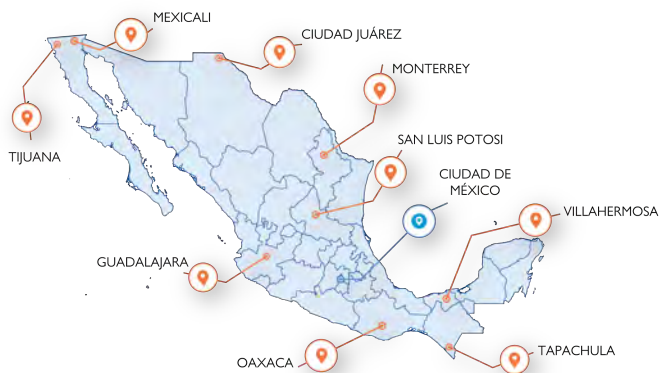 MEXICALI
CIUDAD JUÁREZ
MONTERREY
TIJUANA
SAN LUIS POTOSI
CIUDAD DE
MÉXICO
VILLAHERMOSA
GUADALAJARA
OAXACA
TAPACHULA